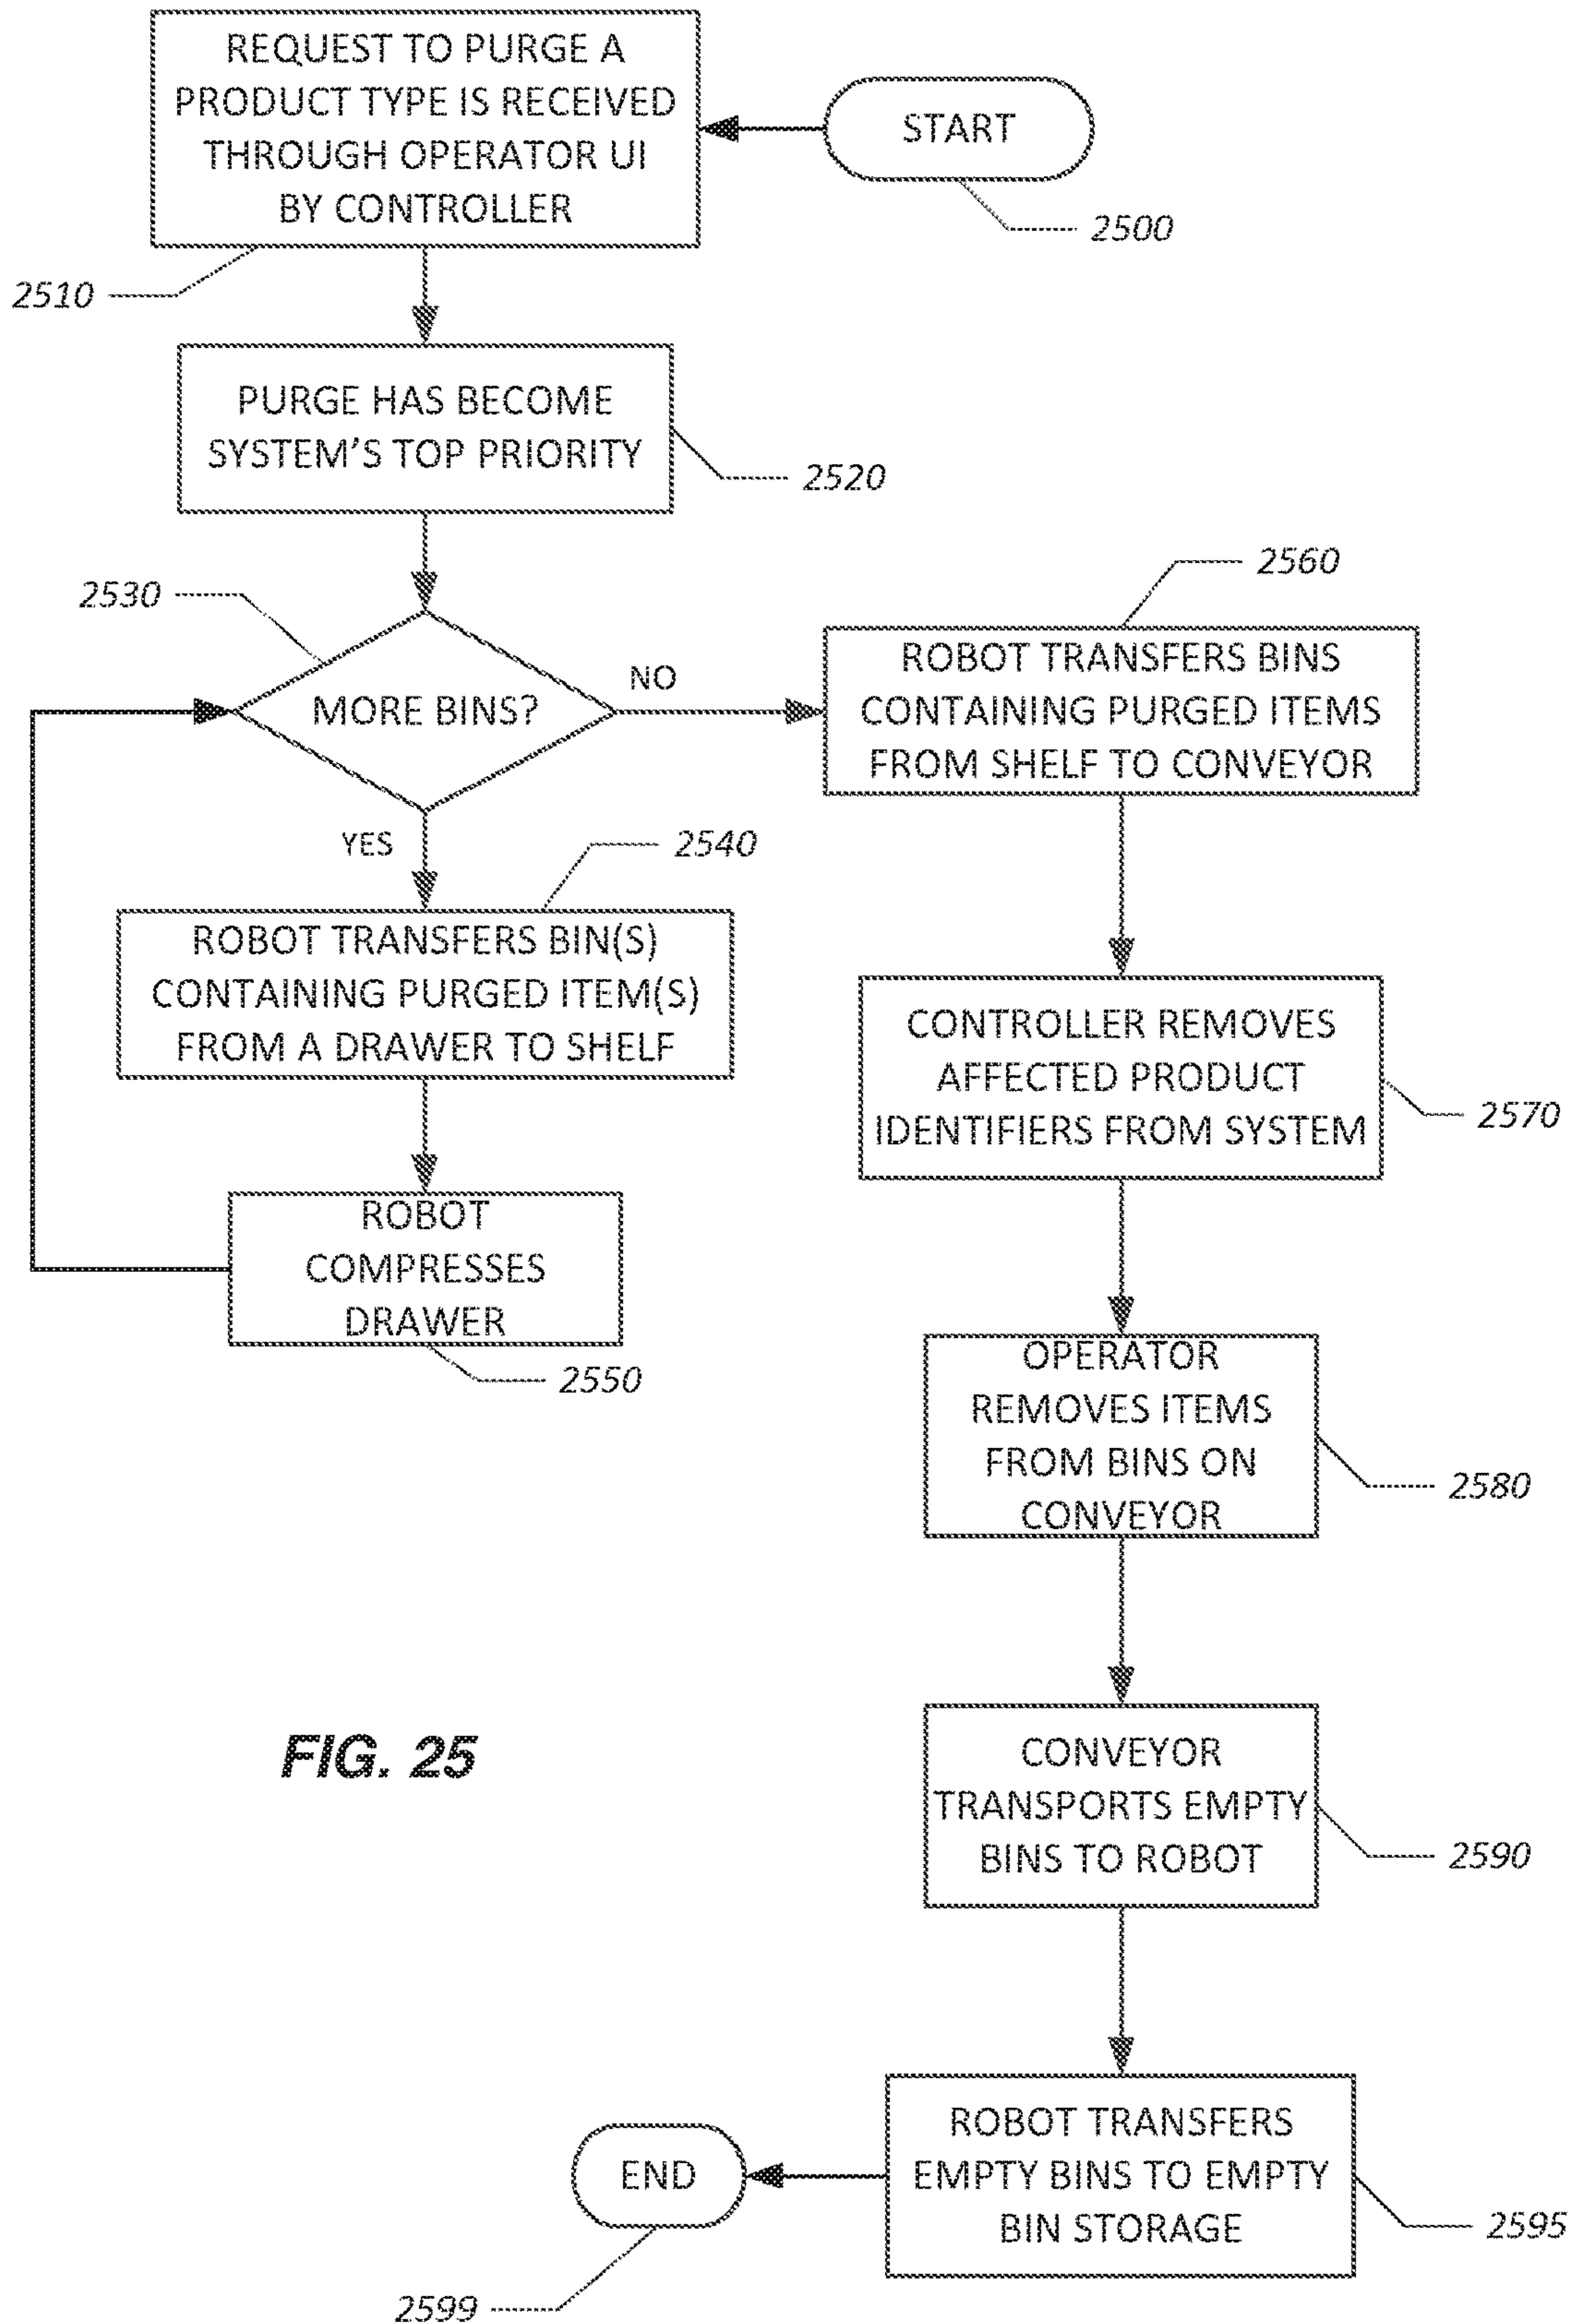 REQUEST TO PURGE A
PRODUCT TYPE IS RECEIVED
THROUGH OPERATOR UI
BY CONTROLLER
START
2500
2510
PURGE HAS BECOME
SYSTEM'S TOP PRIORITY
2520
2530
MORE BINS?
NO
YES
2560
ROBOT TRANSFERS BINS
CONTAINING PURGED ITEMS
FROM SHELF TO CONVEYOR
2540
ROBOT TRANSFERS BIN(S)
CONTAINING PURGED ITEM(S)
FROM A DRAWER TO SHELF
CONTROLLER REMOVES
AFFECTED PRODUCT
IDENTIFIERS FROM SYSTEM
2570
ROBOT
COMPRESSES
DRAWER
2550
OPERATOR
REMOVES ITEMS
FROM BINS ON
CONVEYOR
2580
FIG. 25
CONVEYOR
TRANSPORTS EMPTY
BINS TO ROBOT
2590
ROBOT TRANSFERS
EMPTY BINS TO EMPTY
BIN STORAGE
2595
END
2599